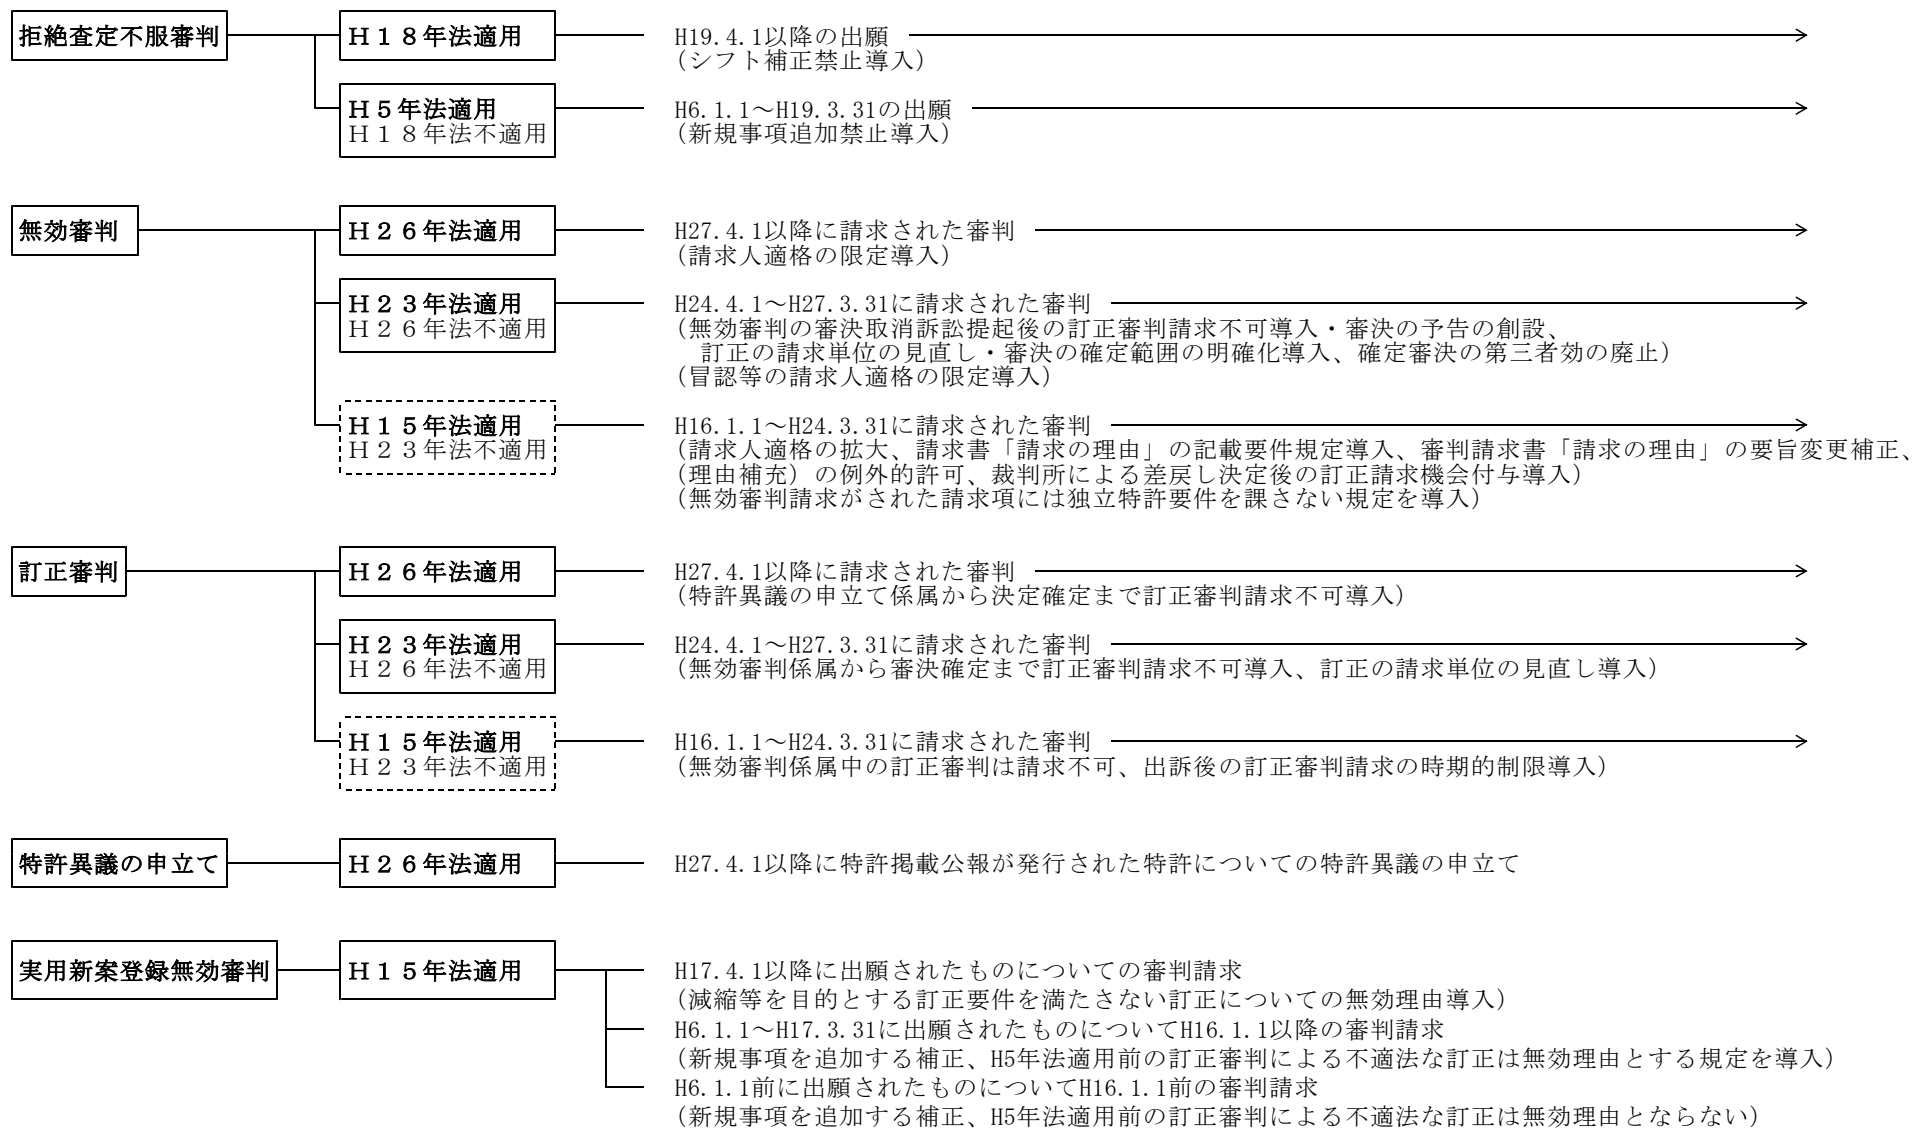 拒絶査定不服審判
H18年法適用
H19.4.1以降の出願
(シフト補正禁止導入)
H5年法適用
H18年法不適用
H6.1.1~H19.3.31の出願
(新規事項追加禁止導入)
無効審判
H26年法適用
H27.4.1以降に請求された審判
(請求人適格の限定導入)
H23年法適用
H26年法不適用
H24.4.1~H27.3.31に請求された審判
(無効審判の審決取消訴訟提起後の訂正審判請求不可導入・審決の予告の創設、
訂正の請求単位の見直し・審決の確定範囲の明確化導入、確定審決の第三者効の廃止)
(冒認等の請求人適格の限定導入)
H15年法適用
H23年法不適用
H16.1.1~H24.3.31に請求された審判
(請求人適格の拡大、請求書「請求の理由」の記載要件規定導入、審判請求書「請求の理由」の要旨変更補正、
(理由補充)の例外的許可、裁判所による差戻し決定後の訂正請求機会付与導入)
(無効審判請求がされた請求項には独立特許要件を課さない規定を導入)
訂正審判
H26年法適用
H27.4.1以降に請求された審判
(特許異議の申立て係属から決定確定まで訂正審判請求不可導入)
H23年法適用
H26年法不適用
H24.4.1~H27.3.31に請求された審判
(無効審判係属から審決確定まで訂正審判請求不可導入、訂正の請求単位の見直し導入)
H15年法適用
H23年法不適用
H16.1.1~H24.3.31に請求された審判
(無効審判係属中の訂正審判は請求不可、出訴後の訂正審判請求の時期的制限導入)
特許異議の申立て
H26年法適用
H27.4.1以降に特許掲載公報が発行された特許についての特許異議の申立て
実用新案登録無効審判
H15年法適用
H17.4.1以降に出願されたものについての審判請求
(減縮等を目的とする訂正要件を満たさない訂正についての無効理由導入)
H6.1.1~H17.3.31に出願されたものについてH16.1.1以降の審判請求
(新規事項を追加する補正、H5年法適用前の訂正審判による不適法な訂正は無効理由とする規定を導入)
H6.1.1前に出願されたものについてH16.1.1前の審判請求
(新規事項を追加する補正、H5年法適用前の訂正審判による不適法な訂正は無効理由とならない)